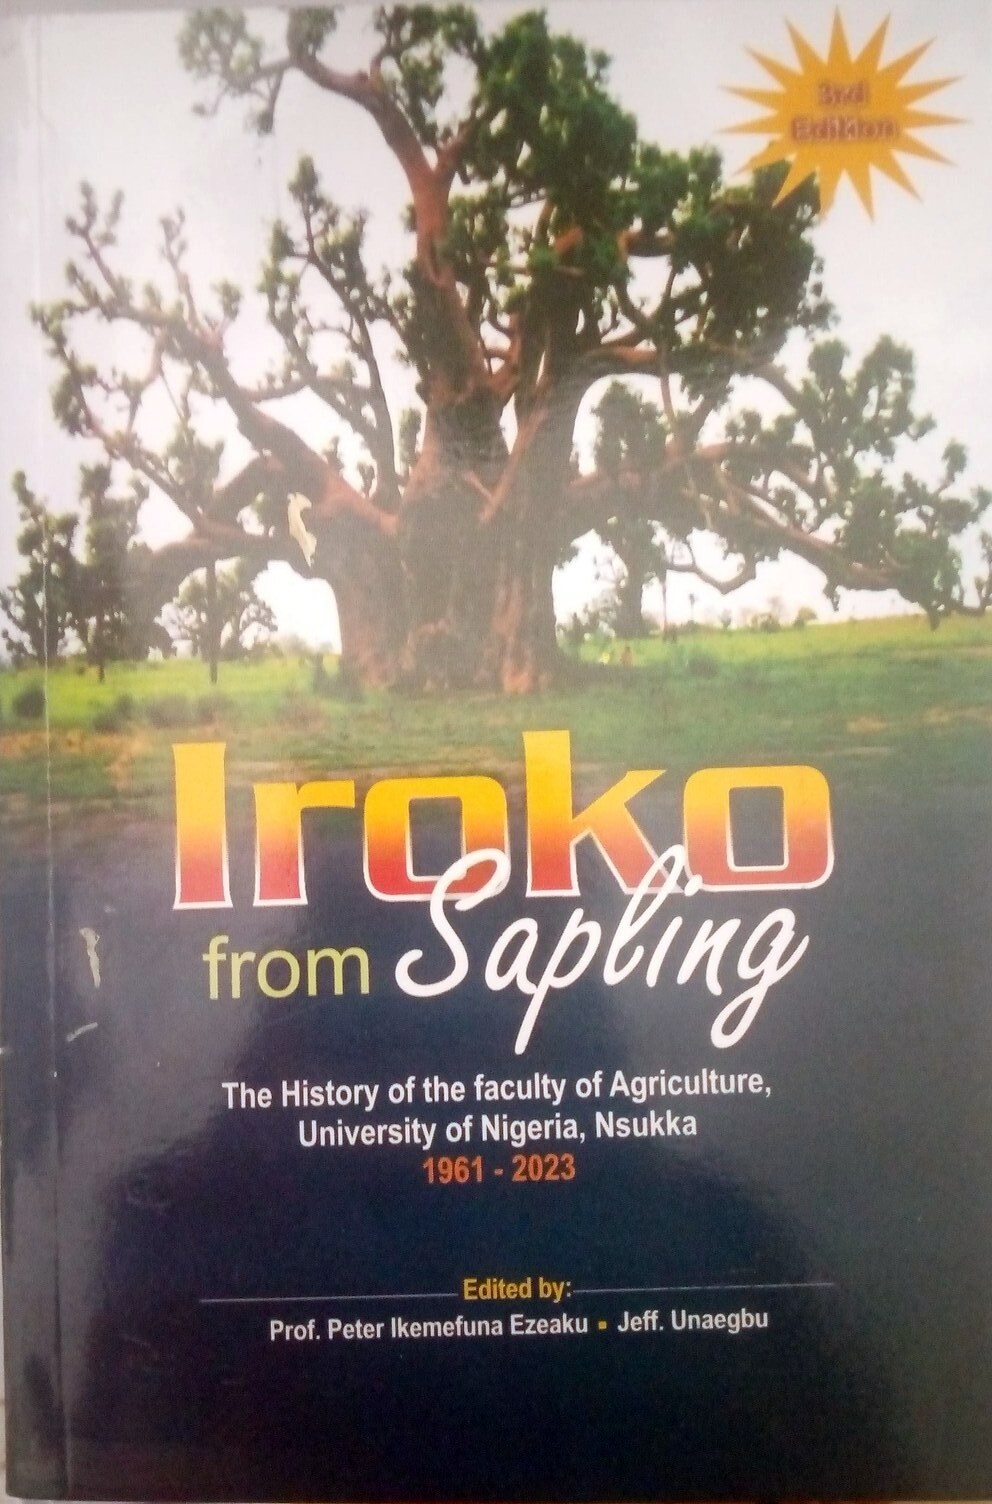 3rd
Edition
Iroko
from Sapling
The History of the faculty of Agriculture,
University of Nigeria, Nsukka
1961 - 2023
Edited by:
Prof. Peter Ikemefuna Ezeaku ▪ Jeff. Unaegbu